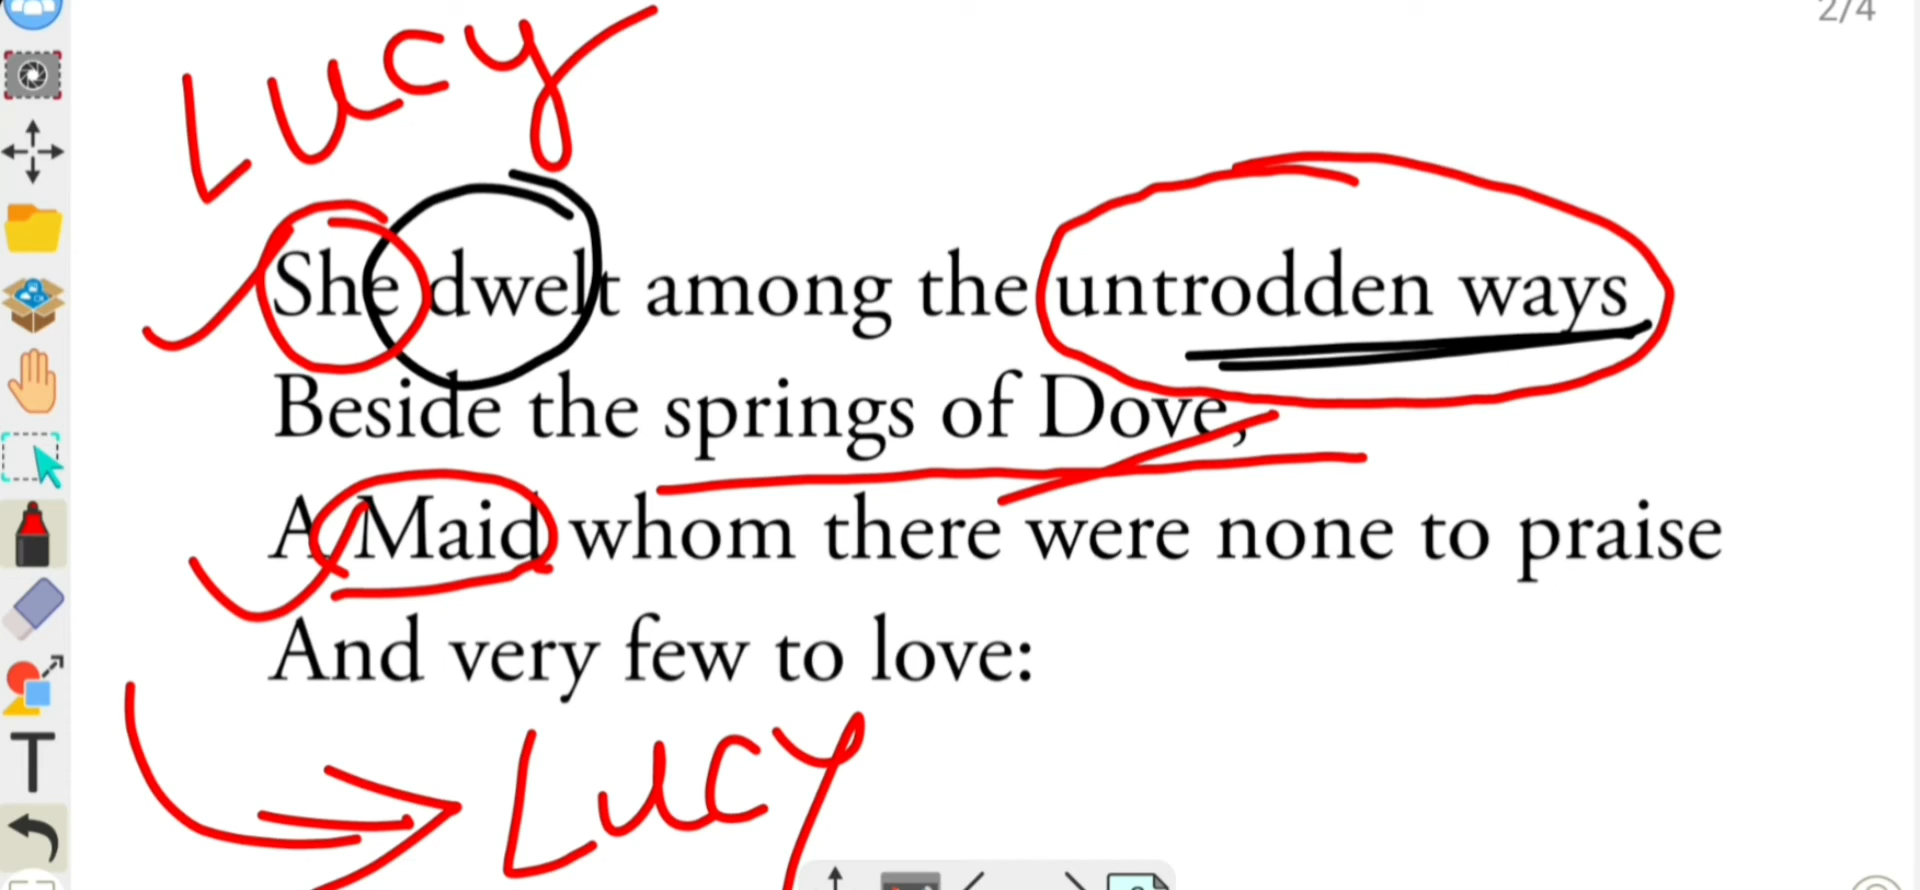 2/4
Lucy
She dwelt among the untrodden ways
Beside the springs of Dove,
A Maid whom there were none to praise
And very few to love:
Lucy
T